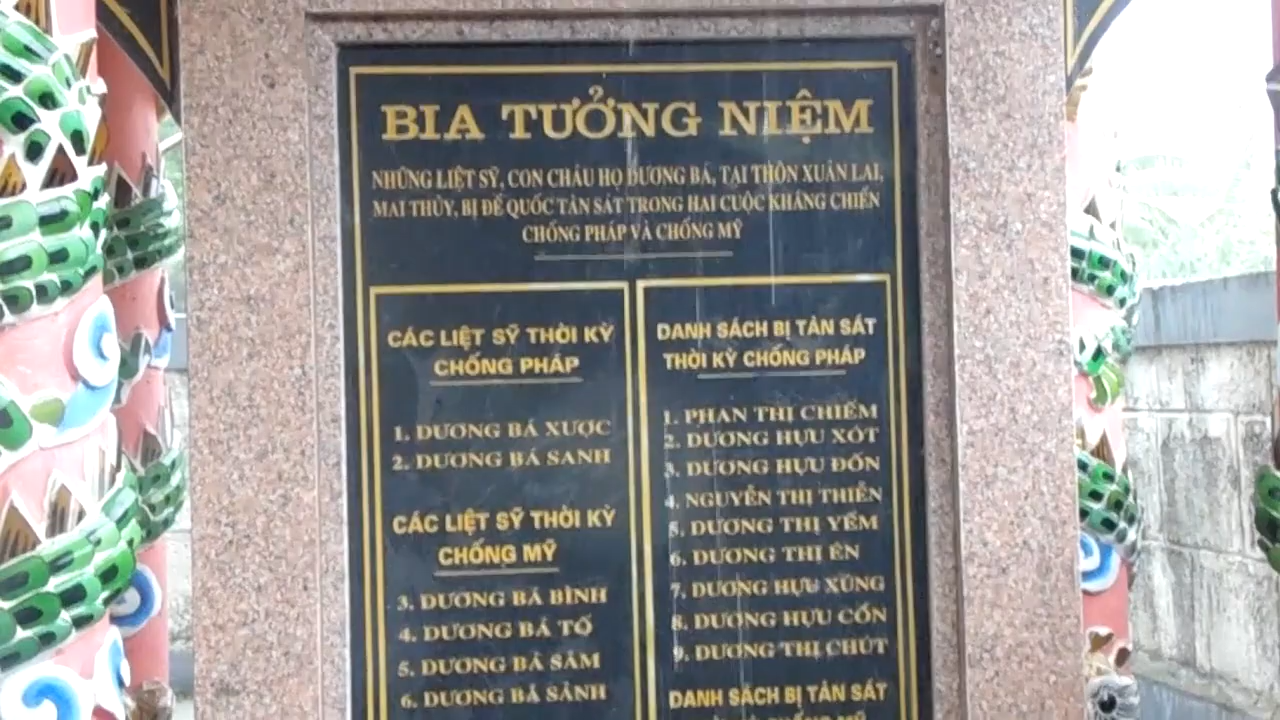 BIA TƯỞNG NIỆM
NHỮNG LIỆT SỸ, CON CHÁU HỌ DƯƠNG BÁ, TẠI THÔN XUÂN LAI,
MAI THỦY, BỊ ĐẾ QUỐC TÀN SÁT TRONG HAI CUỘC KHÁNG CHIẾN
CHỐNG PHÁP VÀ CHỐNG MỸ
CÁC LIỆT SỸ THỜI KỲ
CHỐNG PHÁP
1. DƯƠNG BÁ XƯỢC
2. DƯƠNG BÁ SANH
CÁC LIỆT SỸ THỜI KỲ
CHỐNG MỸ
3. DƯƠNG BÁ BÌNH
4. DƯƠNG BÁ TỐ
5. DƯƠNG BÁ SÂM
6. DƯƠNG BÁ SẢNH
DANH SÁCH BỊ TÀN SÁT
THỜI KỲ CHỐNG PHÁP
1. PHAN THỊ CHIẾM
2. DƯƠNG HỰU XÓT
3. DƯƠNG HỰU ĐỐN
4. NGUYỄN THỊ THIỂN
5. DƯƠNG THỊ YẾM
6. DƯƠNG THỊ ÊN
7. DƯƠNG HỰU XÙNG
8. DƯƠNG HỰU CỔN
9. DƯƠNG THỊ CHÚT
DANH SÁCH BỊ TÀN SÁT